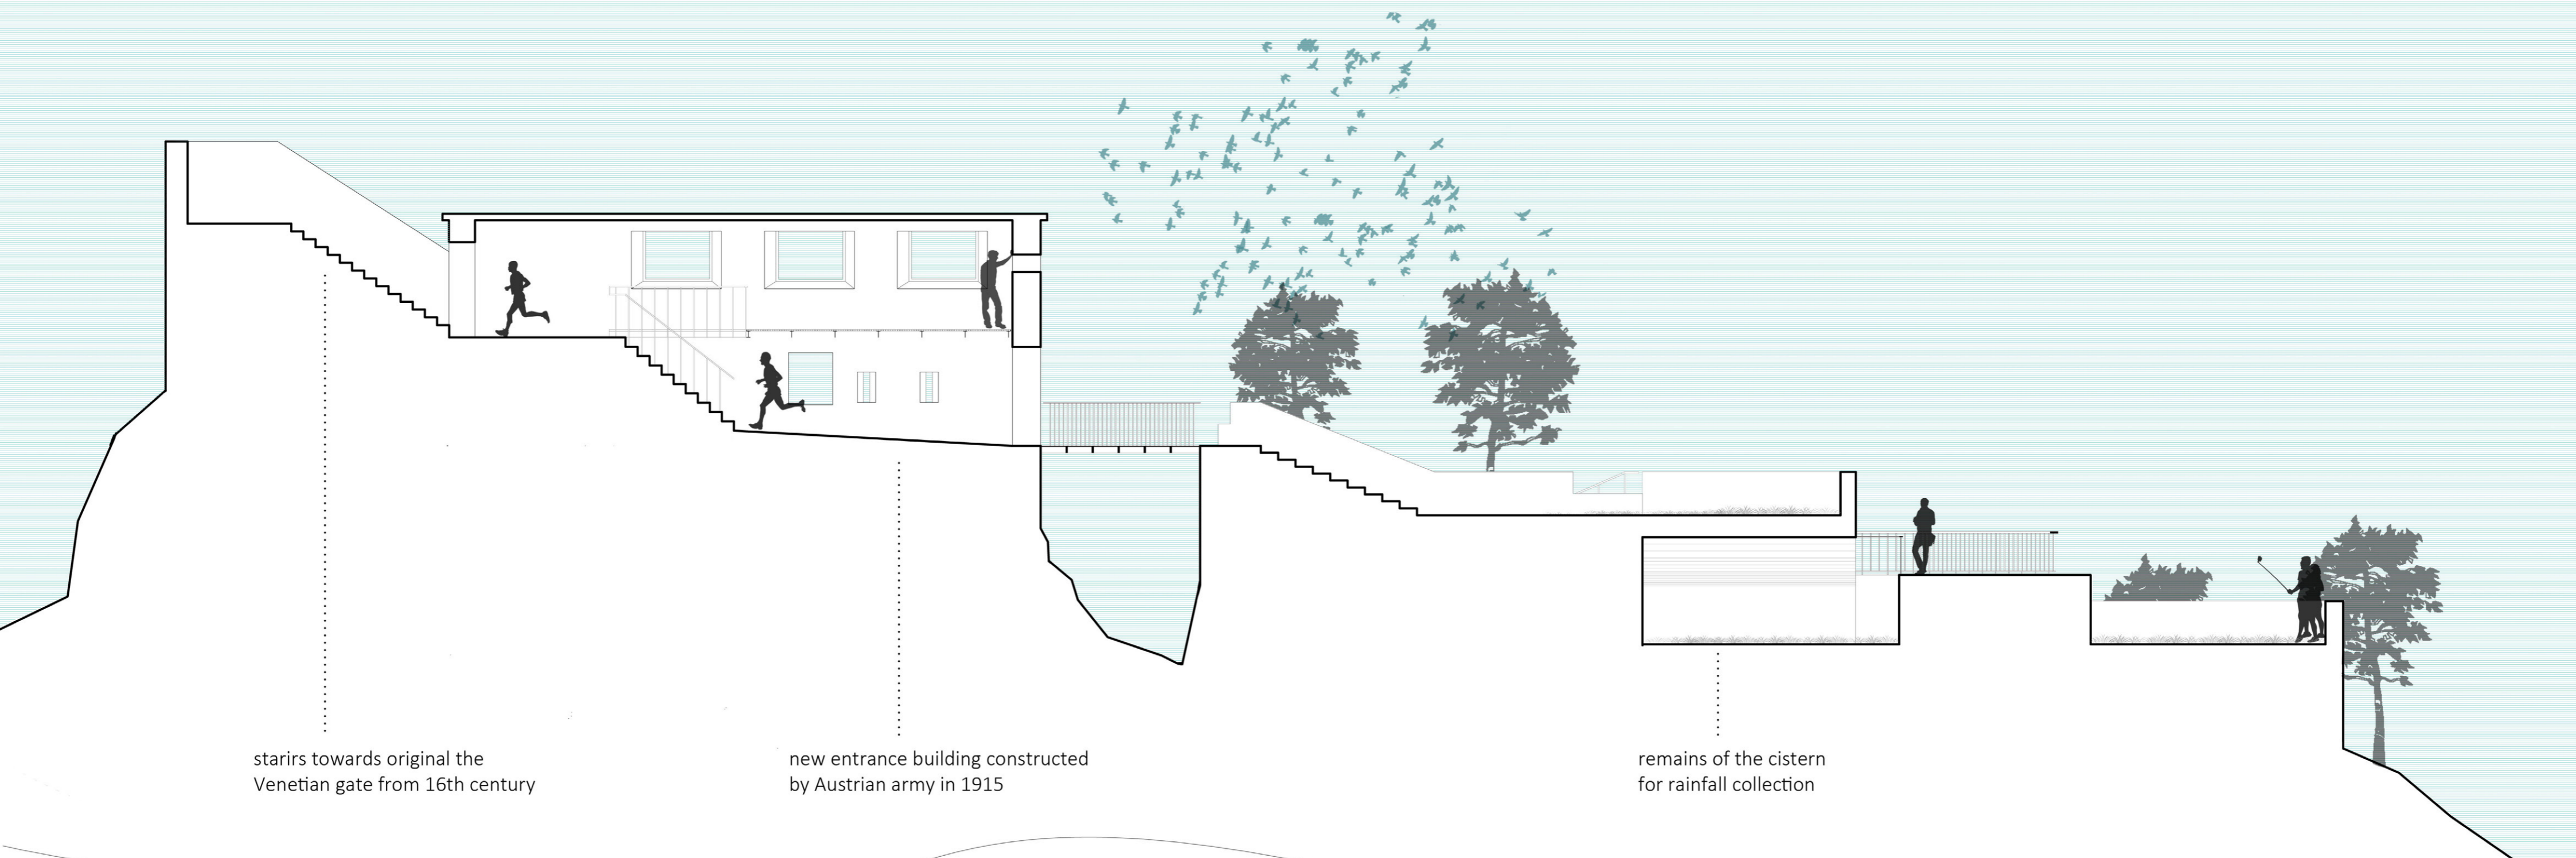 starirs towards original the
Venetian gate from 16th century
new entrance building constructed
by Austrian army in 1915
remains of the cistern
for rainfall collection